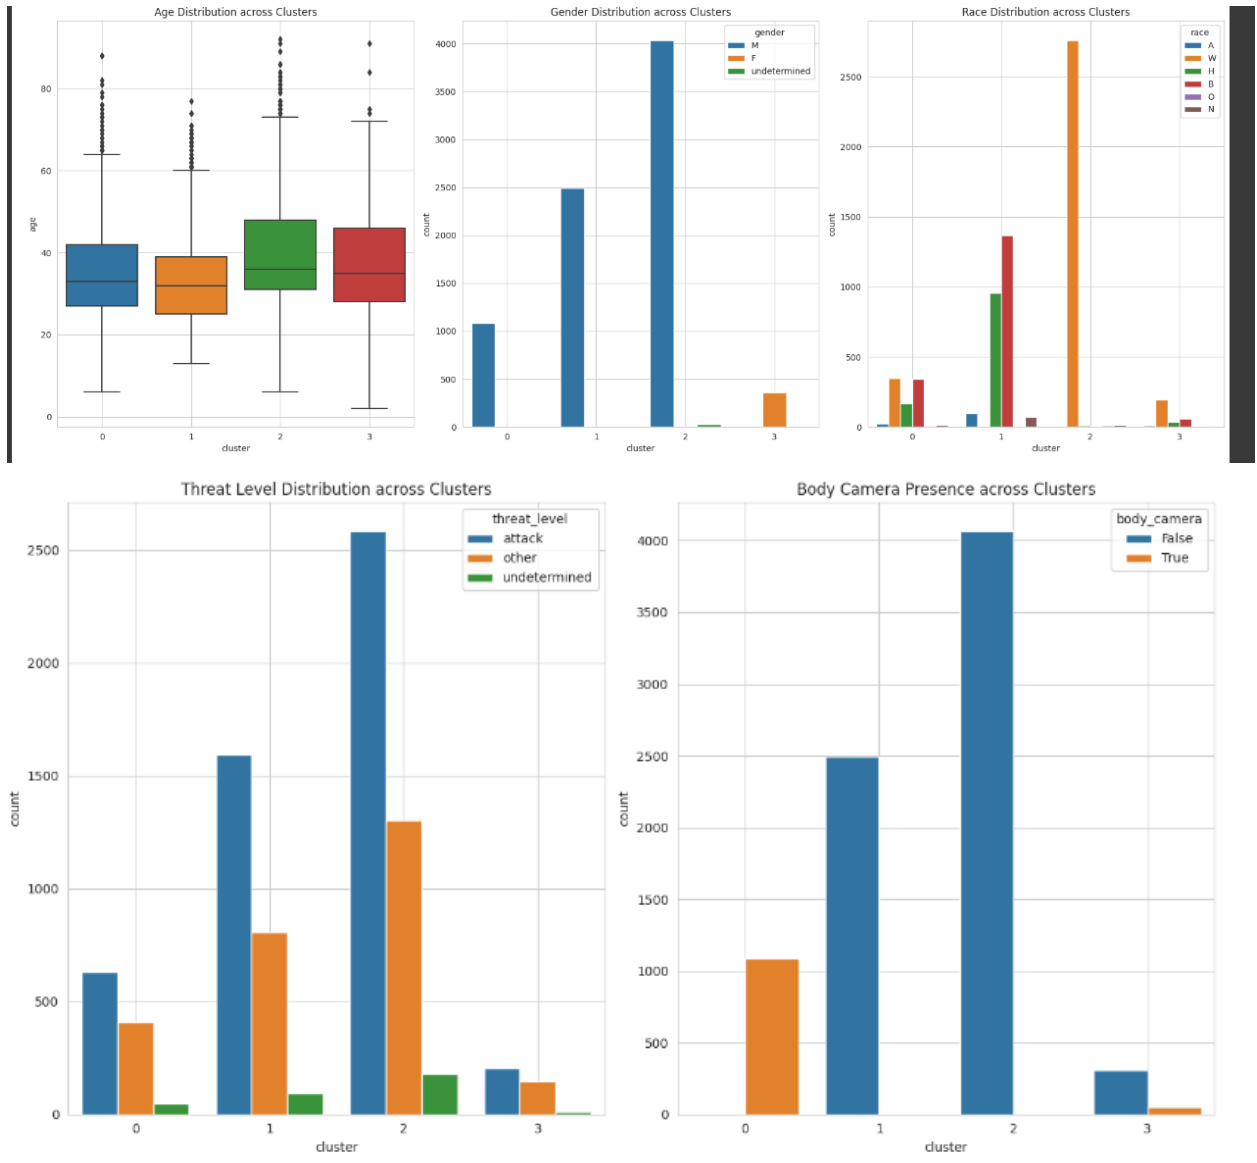 Age Distribution across Clusters
age
80
60
40
20
0
0 1 2 3
cluster
Gender Distribution across Clusters
gender
M
F
undetermined
count
4000
3500
3000
2500
2000
1500
1000
500
0
0 1 2 3
cluster
Race Distribution across Clusters
race
A
W
H
B
O
N
count
2500
2000
1500
1000
500
0
0 1 2 3
cluster
Threat Level Distribution across Clusters
threat_level
attack
other
undetermined
count
2500
2000
1500
1000
500
0
0 1 2 3
cluster
Body Camera Presence across Clusters
body_camera
False
True
count
4000
3500
3000
2500
2000
1500
1000
500
0
0 1 2 3
cluster